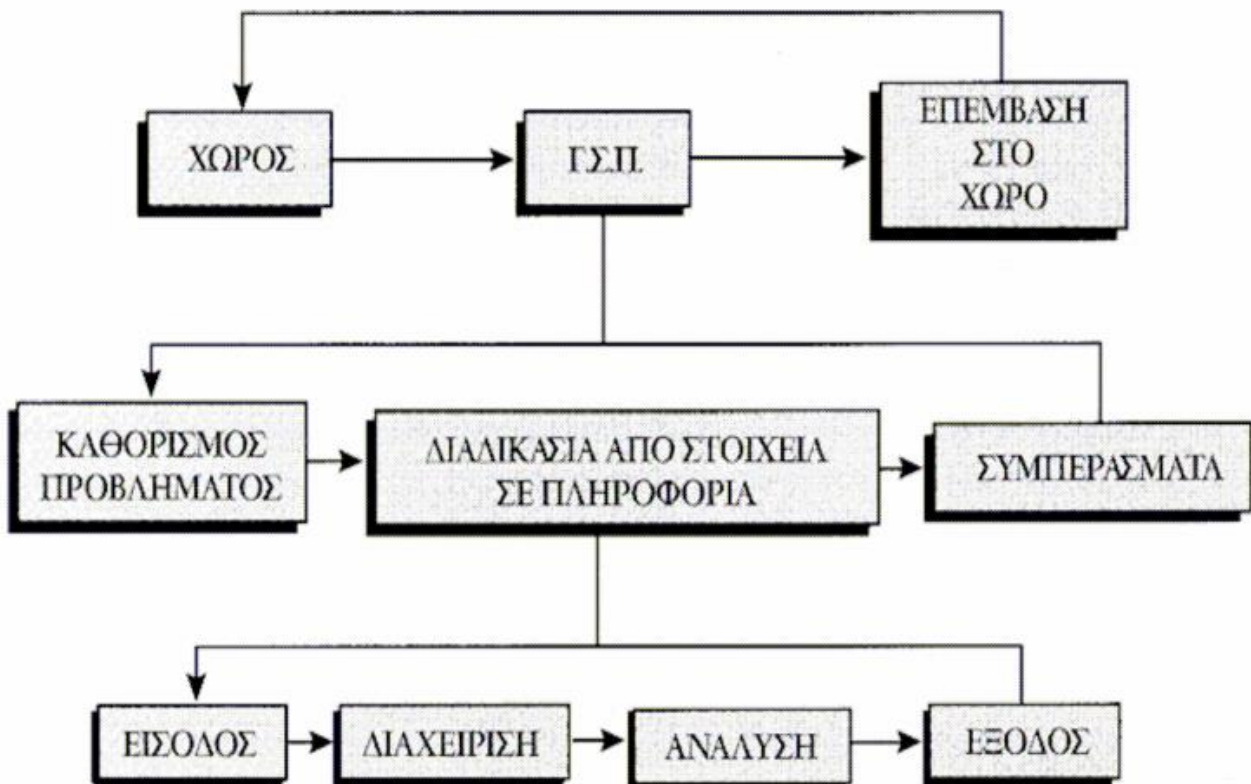 ΧΩΡΟΣ
Γ.Σ.Π.
ΕΠΕΜΒΑΣΗ
ΣΤΟ
ΧΩΡΟ
ΚΑΘΟΡΙΣΜΟΣ
ΠΡΟΒΛΗΜΑΤΟΣ
ΔΙΑΔΙΚΑΣΙΑ ΑΠΟ ΣΤΟΙΧΕΙΑ
ΣΕ ΠΛΗΡΟΦΟΡΙΑ
ΣΥΜΠΕΡΑΣΜΑΤΑ
ΕΙΣΟΔΟΣ
ΔΙΑΧΕΙΡΙΣΗ
ΑΝΑΛΥΣΗ
ΕΞΟΔΟΣ